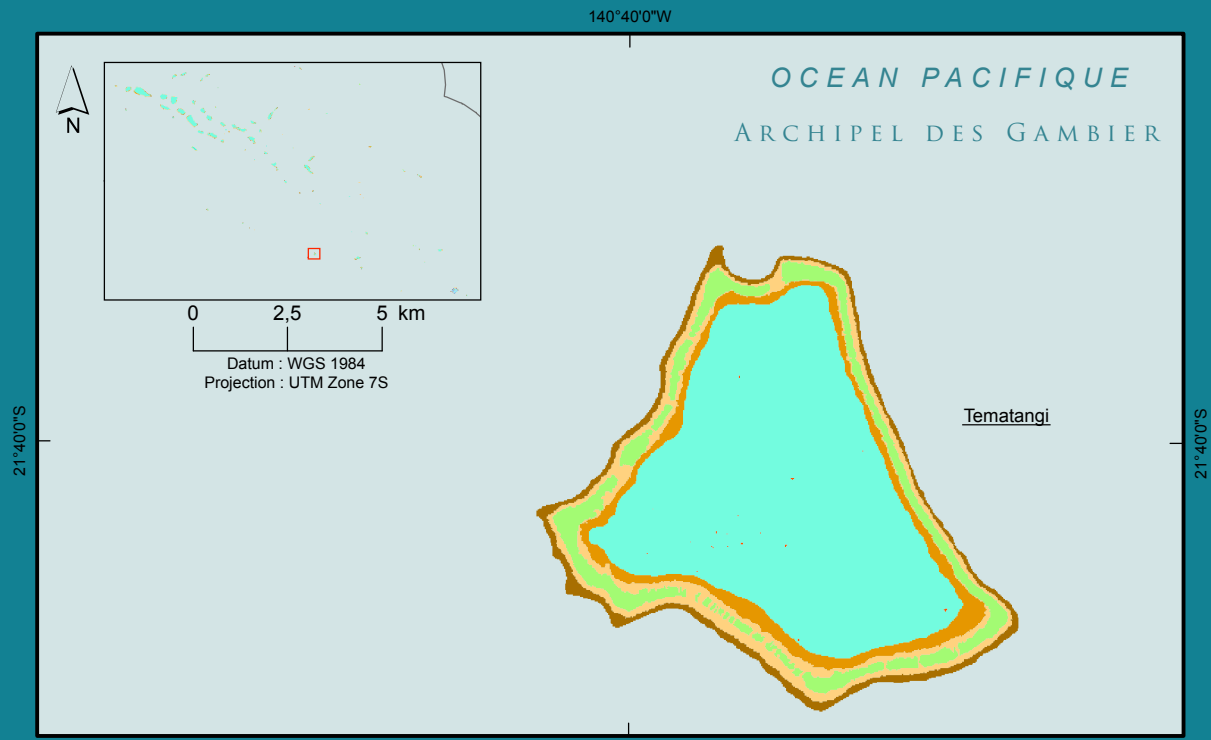 140°40'0"W
OCEAN PACIFIQUE
ARCHIPEL DES GAMBIER
N
0 2,5 5 km
Datum : WGS 1984
Projection : UTM Zone 7S
21°40'0"S
Tematangi
21°40'0"S